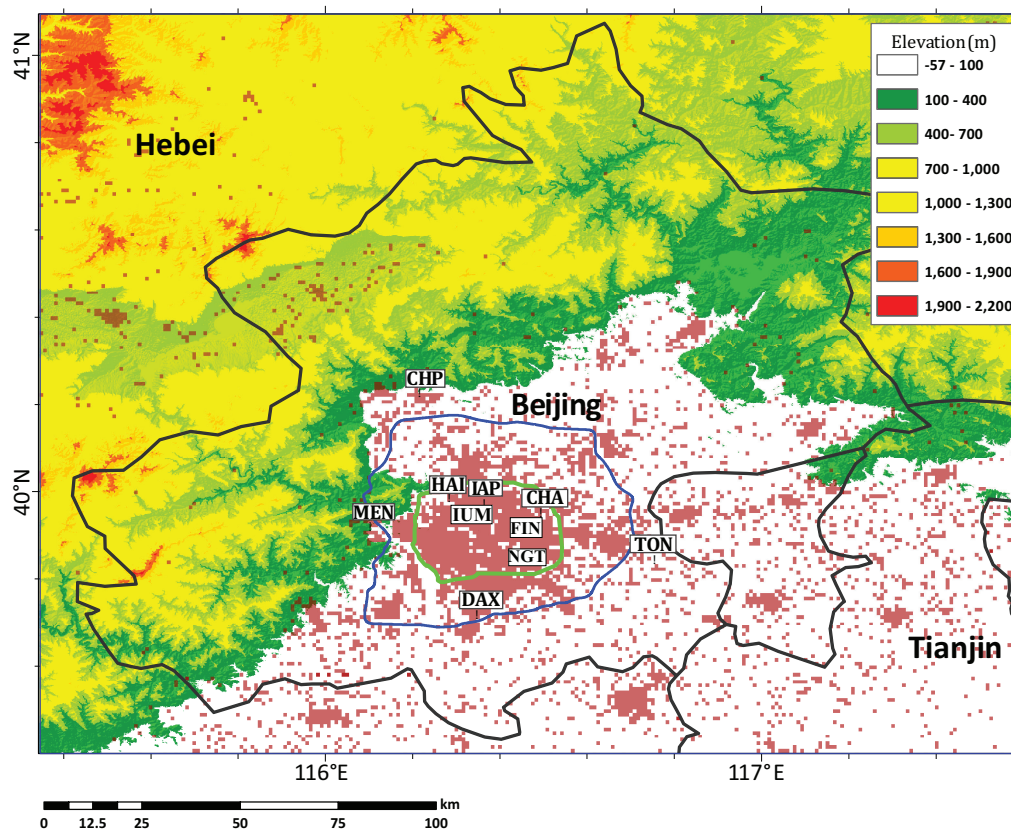 Elevation (m)
-57 - 100
100 - 400
400 - 700
700 - 1,000
1,000 - 1,300
1,300 - 1,600
1,600 - 1,900
1,900 - 2,200
41°N
Hebei
CHP
Beijing
40°N
HAI
IAP
CHA
MEN
IUM
FIN
TON
NGT
DAX
Tianjin
116°E
117°E
km
0 12.5 25 50 75 100